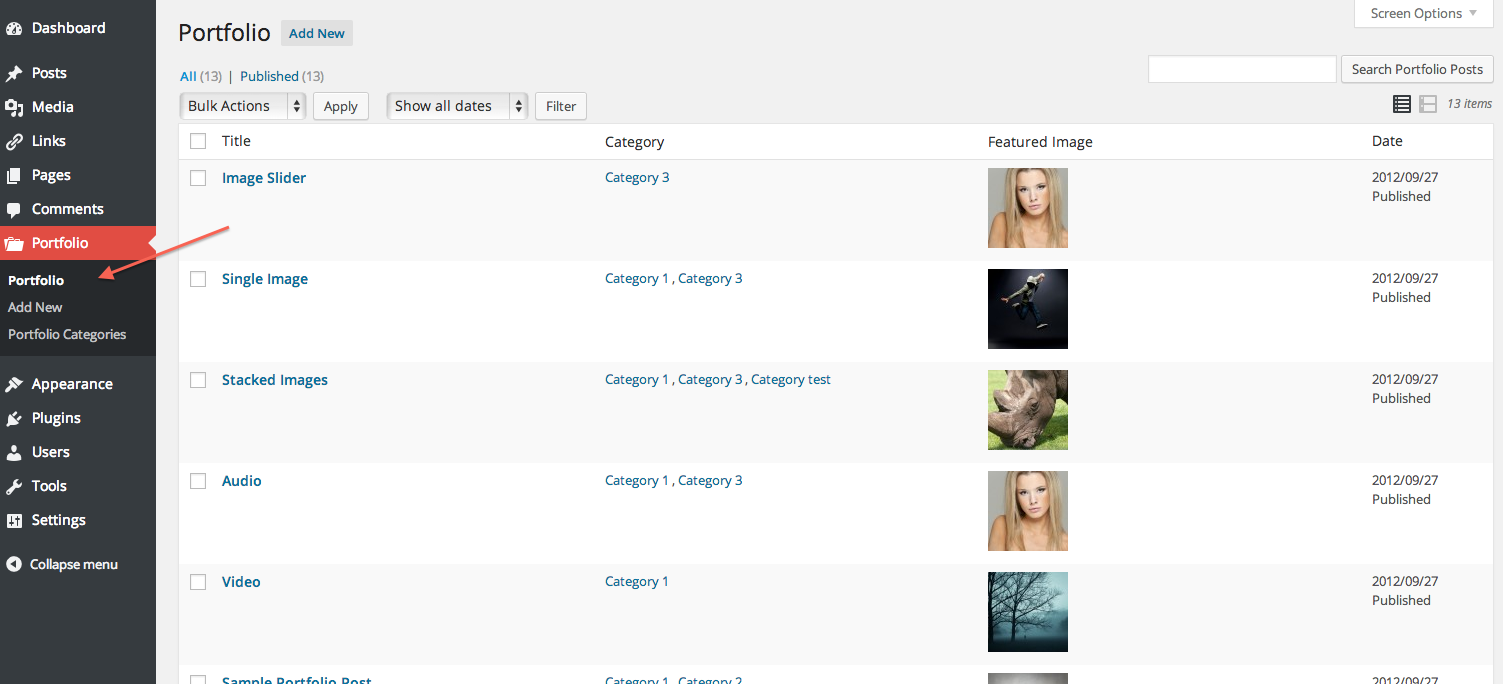 Dashboard
Posts
Media
Links
Pages
Comments
Portfolio
Portfolio
Add New
Portfolio Categories
Appearance
Plugins
Users
Tools
Settings
Collapse menu
Screen Options
Portfolio Add New
All (13) | Published (13)
Search Portfolio Posts
Bulk Actions Apply Show all dates Filter
13 items
Title Category Featured Image Date
Image Slider Category 3 2012/09/27
Published
Single Image Category 1 , Category 3 2012/09/27
Published
Stacked Images Category 1 , Category 3 , Category test 2012/09/27
Published
Audio Category 1 , Category 3 2012/09/27
Published
Video Category 1 2012/09/27
Published
Sample Portfolio Post Category 1 , Category 2 2012/09/27